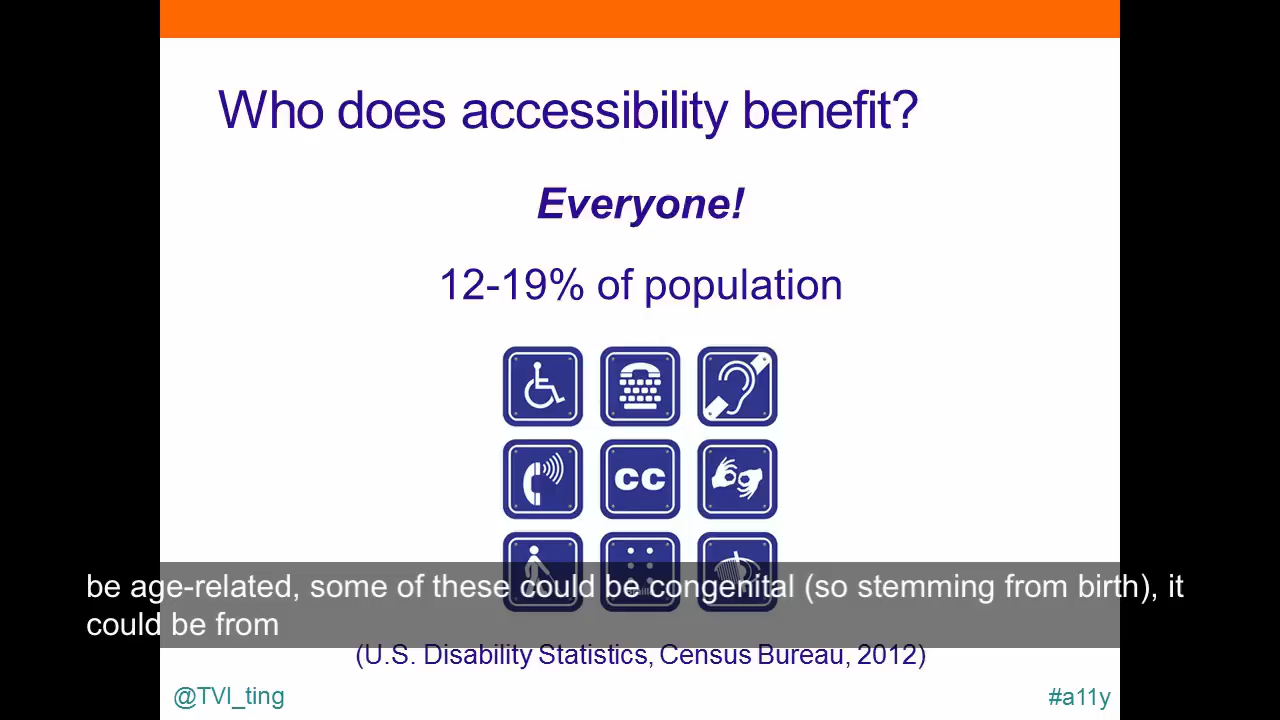 Who does accessibility benefit?
Everyone!
12-19% of population
CC
be age-related, some of these could be congenital (so stemming from birth), it
could be from
(U.S. Disability Statistics, Census Bureau, 2012)
@TVI_ting
#a11y